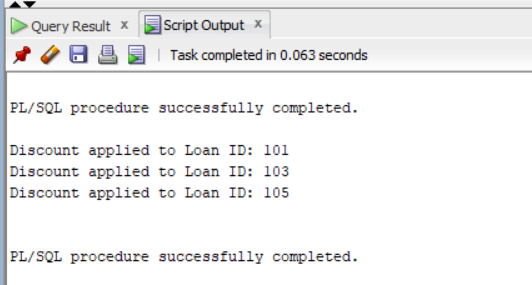 Query Result x Script Output x
Task completed in 0.063 seconds
PL/SQL procedure successfully completed.
Discount applied to Loan ID: 101
Discount applied to Loan ID: 103
Discount applied to Loan ID: 105
PL/SQL procedure successfully completed.